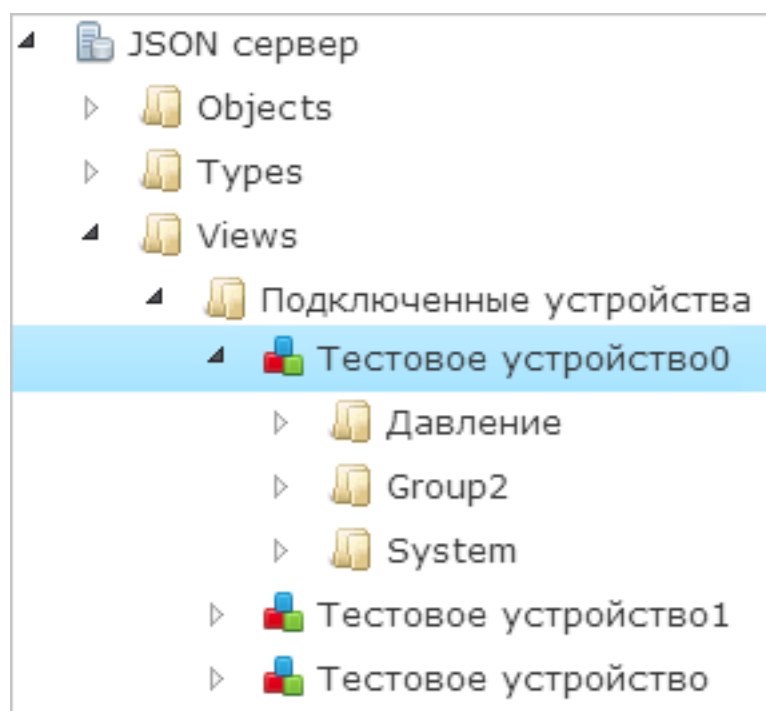 JSON сервер
Objects
Types
Views
Подключенные устройства
Тестовое устройство0
Давление
Group2
System
Тестовое устройство1
Тестовое устройство